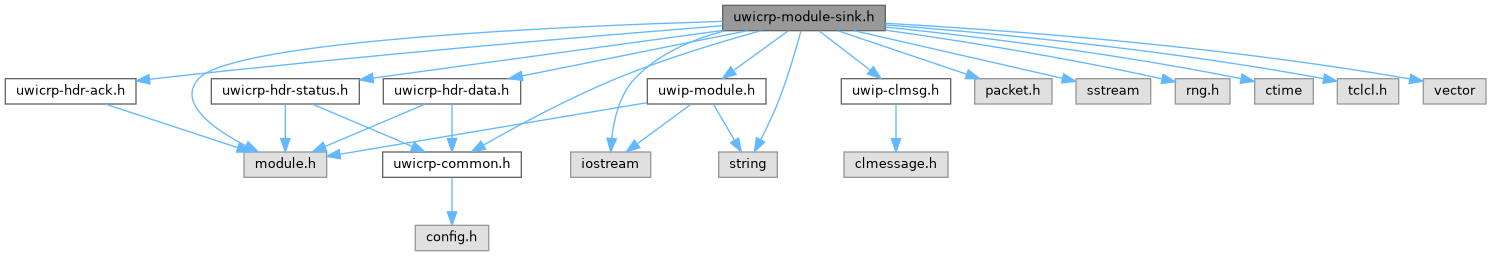 uwicrp-module-sink.h
uwicrp-hdr-ack.h
uwicrp-hdr-status.h
uwicrp-hdr-data.h
uwip-module.h
uwip-clmsg.h
packet.h
sstream
rng.h
ctime
tclcl.h
vector
module.h
uwicrp-common.h
iostream
string
clmessage.h
config.h